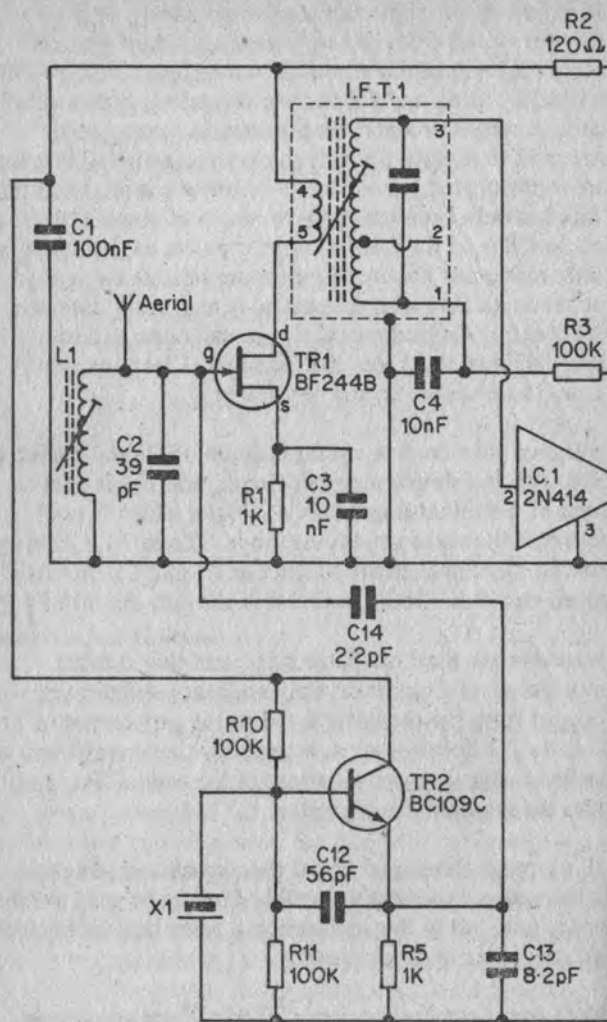 R2
120Ω
I.F.T.1
3
4
5
2
1
C1
100nF
Aerial
L1
g
d
s
TR1
BF244B
C2
39
pF
R1
1K
C3
10
nF
C4
10nF
R3
100K
I.C.1
2N414
2
3
C14
2·2pF
R10
100K
TR2
BC109C
C12
56pF
X1
R11
100K
R5
1K
C13
8·2pF